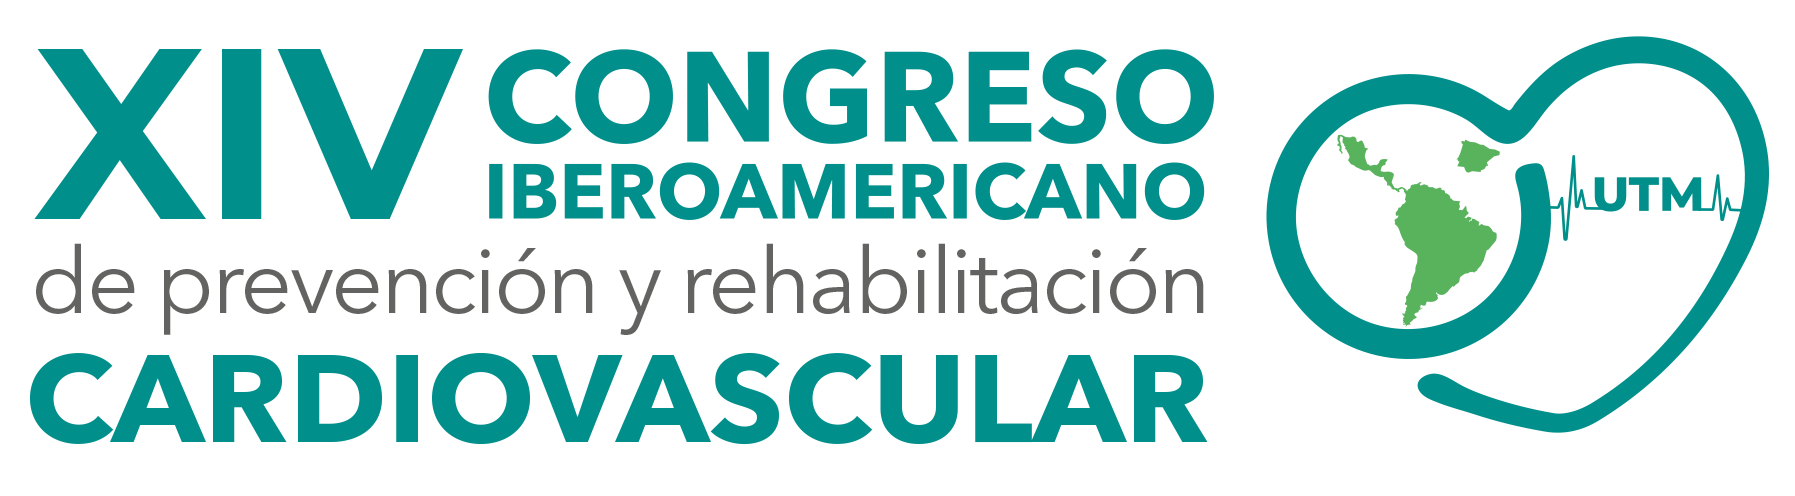 XIV CONGRESO
IBEROAMERICANO
de prevención y rehabilitación
CARDIOVASCULAR
UTM